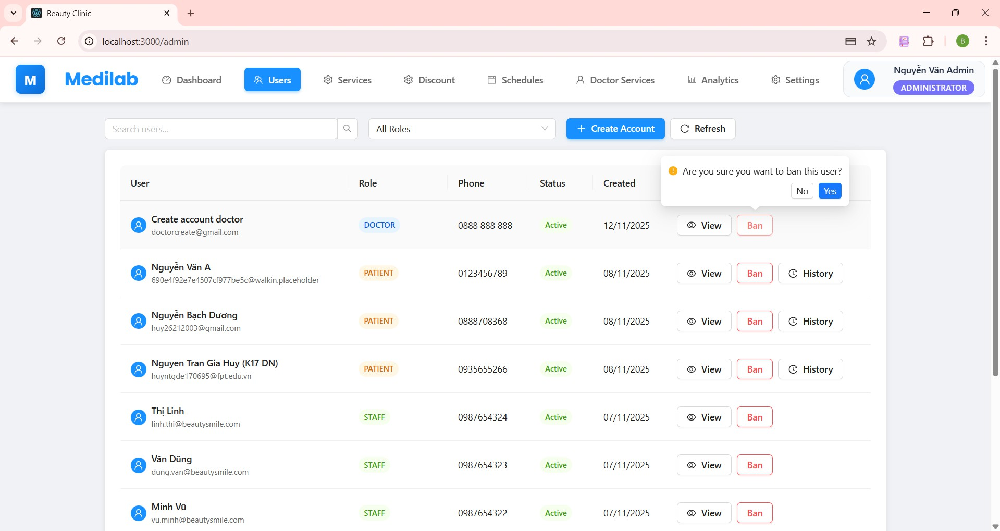 Beauty Clinic
localhost:3000/admin
B
M
Medilab
Dashboard
Users
Services
Discount
Schedules
Doctor Services
Analytics
Settings
Nguyễn Văn Admin
ADMINISTRATOR
Search users...
All Roles
Create Account
Refresh
Are you sure you want to ban this user?
No
Yes
User
Role
Phone
Status
Created
Create account doctor
doctorcreate@gmail.com
DOCTOR
0888 888 888
Active
12/11/2025
View
Ban
Nguyễn Văn A
690e4f92e7e4507cf977be5c@walkin.placeholder
PATIENT
0123456789
Active
08/11/2025
View
Ban
History
Nguyễn Bạch Dương
huy26212003@gmail.com
PATIENT
0888708368
Active
08/11/2025
View
Ban
History
Nguyen Tran Gia Huy (K17 DN)
huyntgde170695@fpt.edu.vn
PATIENT
0935655266
Active
08/11/2025
View
Ban
History
Thị Linh
linh.thi@beautysmile.com
STAFF
0987654324
Active
07/11/2025
View
Ban
Văn Dũng
dung.van@beautysmile.com
STAFF
0987654323
Active
07/11/2025
View
Ban
Minh Vũ
vu.minh@beautysmile.com
STAFF
0987654322
Active
07/11/2025
View
Ban